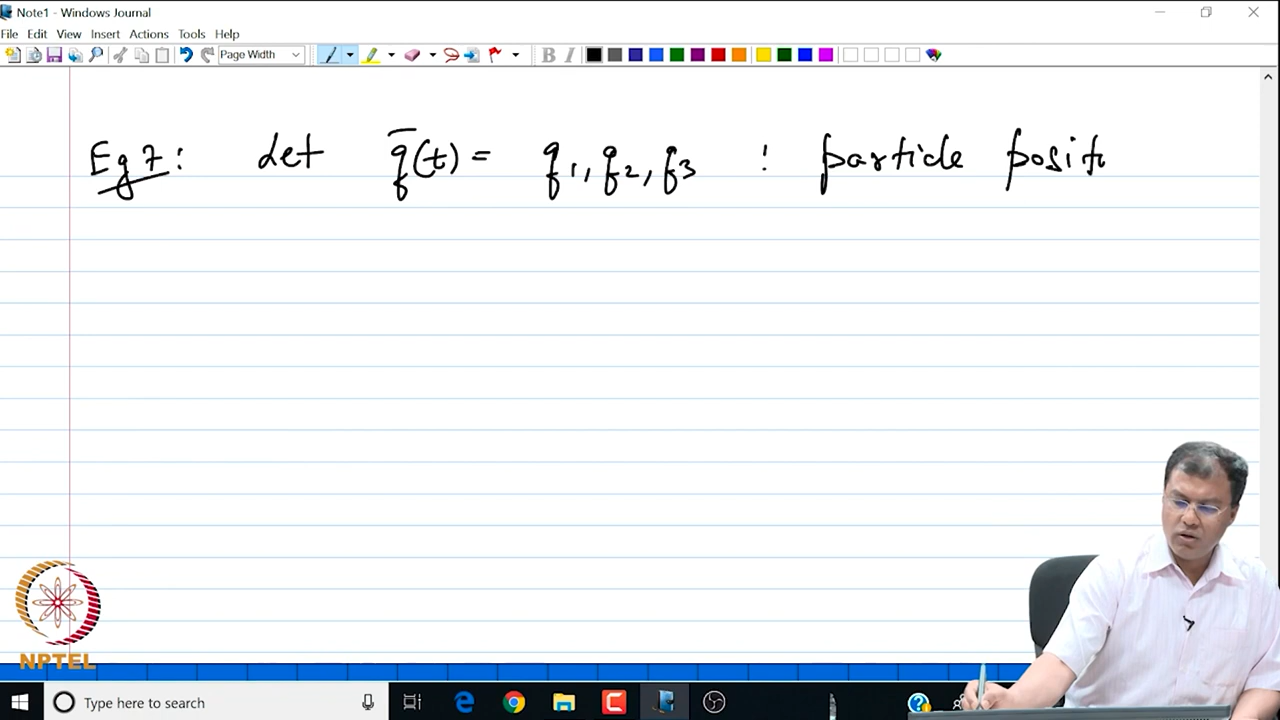 Note1 - Windows Journal
File Edit View Insert Actions Tools Help
Page Width B I
Eg 7: Let q̄(t) = q1, q2, q3 : particle positi
NPTEL
Type here to search